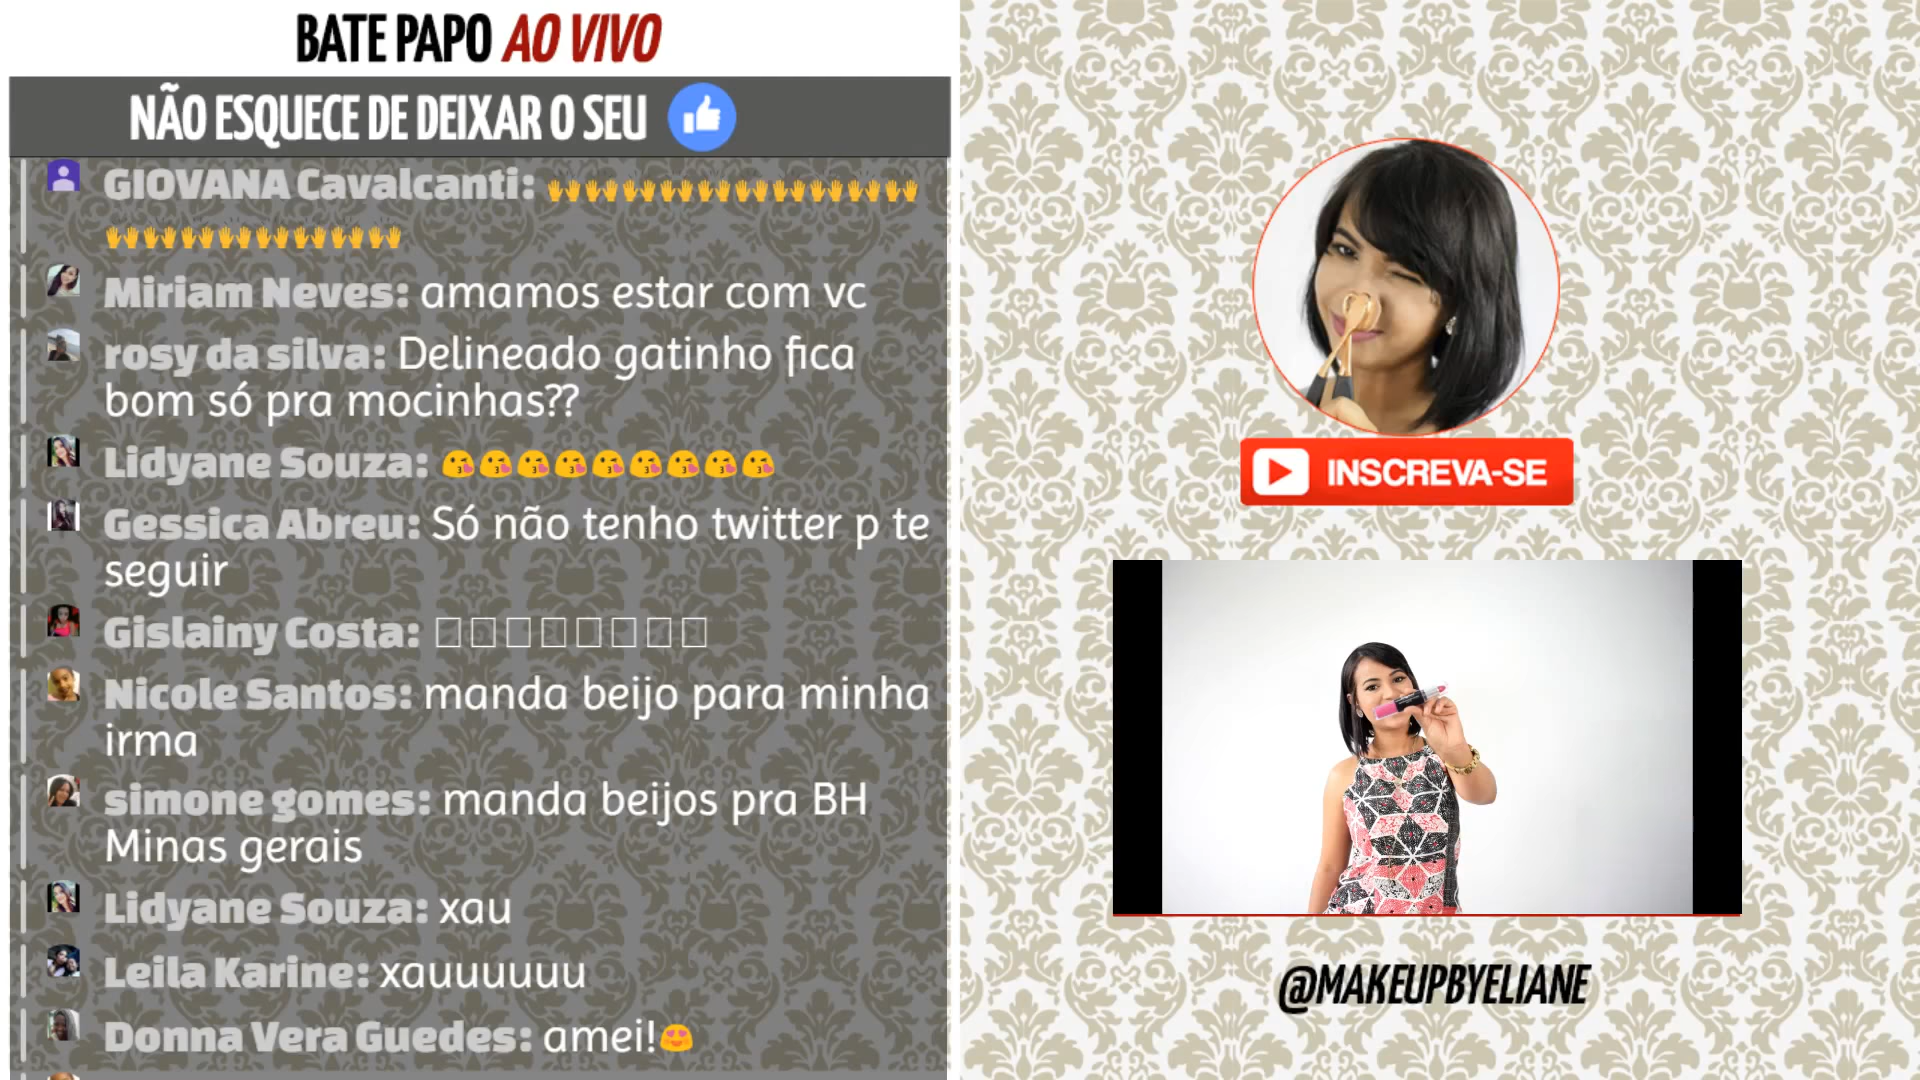 BATE PAPO AO VIVO
NÃO ESQUECE DE DEIXAR O SEU
GIOVANA Cavalcanti: 🙌🙌🙌🙌🙌🙌🙌🙌🙌🙌
🙌🙌🙌🙌🙌🙌🙌🙌
Miriam Neves: amamos estar com vc
rosy da silva: Delineado gatinho fica
bom só pra mocinhas??
Lidyane Souza: 😘😘😘😘😘😘😘😘😘
Gessica Abreu: Só não tenho twitter p te
seguir
Gislainy Costa: □□□□□□□□
Nicole Santos: manda beijo para minha
irma
simone gomes: manda beijos pra BH
Minas gerais
Lidyane Souza: xau
Leila Karine: xauuuuuu
Donna Vera Guedes: amei!😍
INSCREVA-SE
@MAKEUPBYELIANE